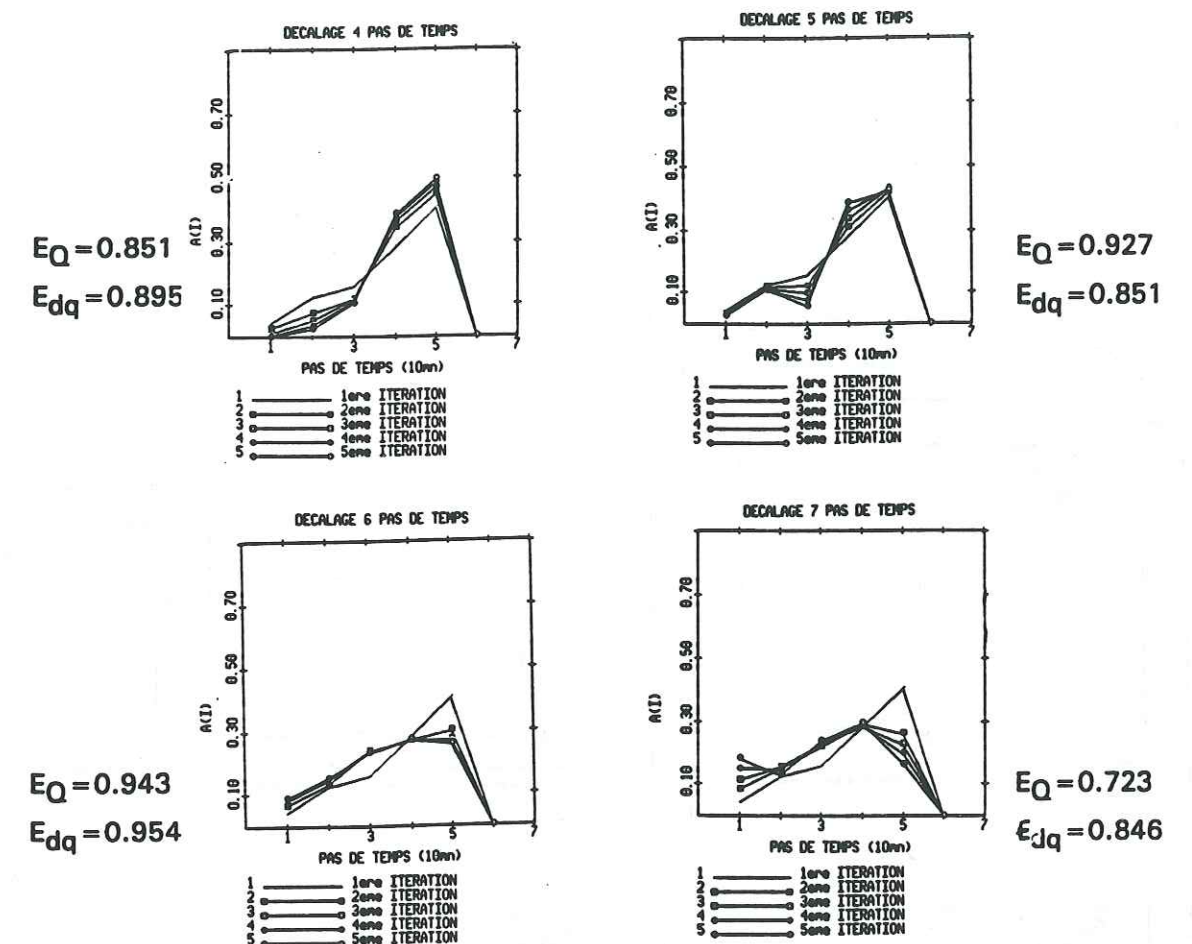 DECALAGE 4 PAS DE TEMPS
0.70
0.50
0.30
0.10
A(I)
1 3 5 7
PAS DE TEMPS (10mn)
1 1ere ITERATION
2 2eme ITERATION
3 3eme ITERATION
4 4eme ITERATION
5 5eme ITERATION
EQ=0.851
Edq=0.895
DECALAGE 5 PAS DE TEMPS
0.70
0.50
0.30
0.10
A(I)
1 3 5 7
PAS DE TEMPS (10mn)
1 1ere ITERATION
2 2eme ITERATION
3 3eme ITERATION
4 4eme ITERATION
5 5eme ITERATION
EQ=0.927
Edq=0.851
DECALAGE 6 PAS DE TEMPS
0.70
0.50
0.30
0.10
A(I)
1 3 5 7
PAS DE TEMPS (10mn)
1 1ere ITERATION
2 2eme ITERATION
3 3eme ITERATION
4 4eme ITERATION
5 5eme ITERATION
EQ=0.943
Edq=0.954
DECALAGE 7 PAS DE TEMPS
0.70
0.50
0.30
0.10
A(I)
1 3 5 7
PAS DE TEMPS (10mn)
1 1ere ITERATION
2 2eme ITERATION
3 3eme ITERATION
4 4eme ITERATION
5 5eme ITERATION
EQ=0.723
Edq=0.846